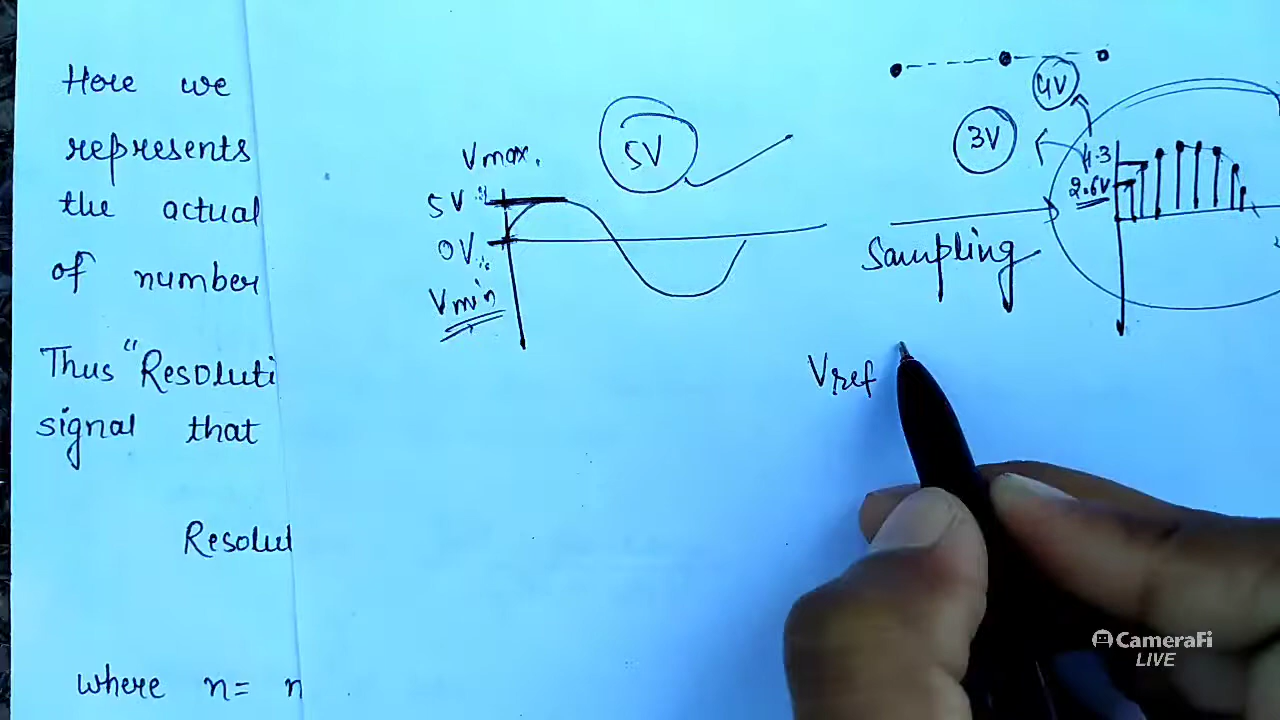 Here we
represents
the actual
of number
Thus "Resoluti
signal that
Resolut
where n= n
Vmax.
5V
5V
0V
Vmin
4V
3V
4.3
2.6V
Sampling
Vref
CameraFi
LIVE